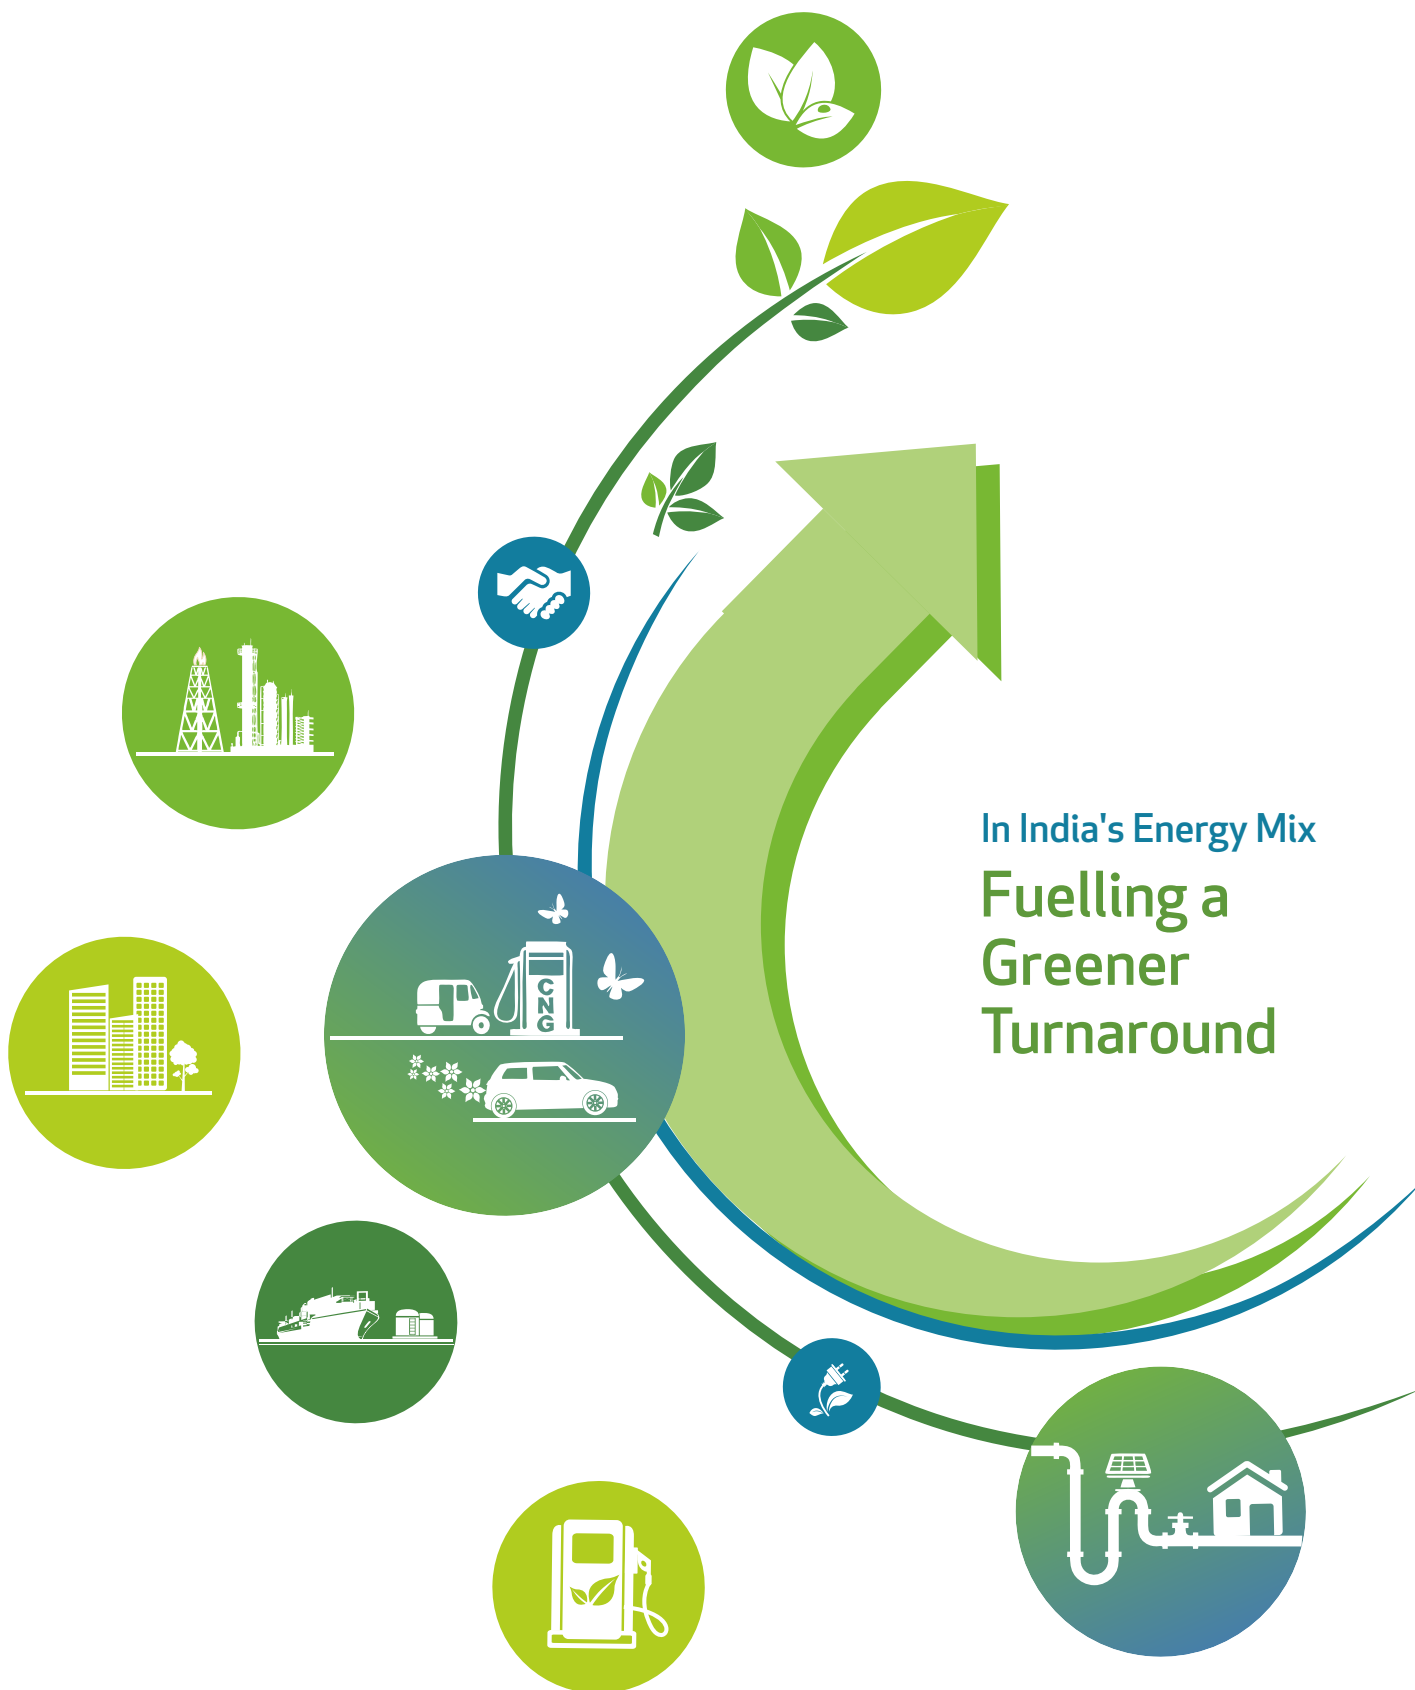 In India's Energy Mix
Fuelling a
Greener
Turnaround
CNG